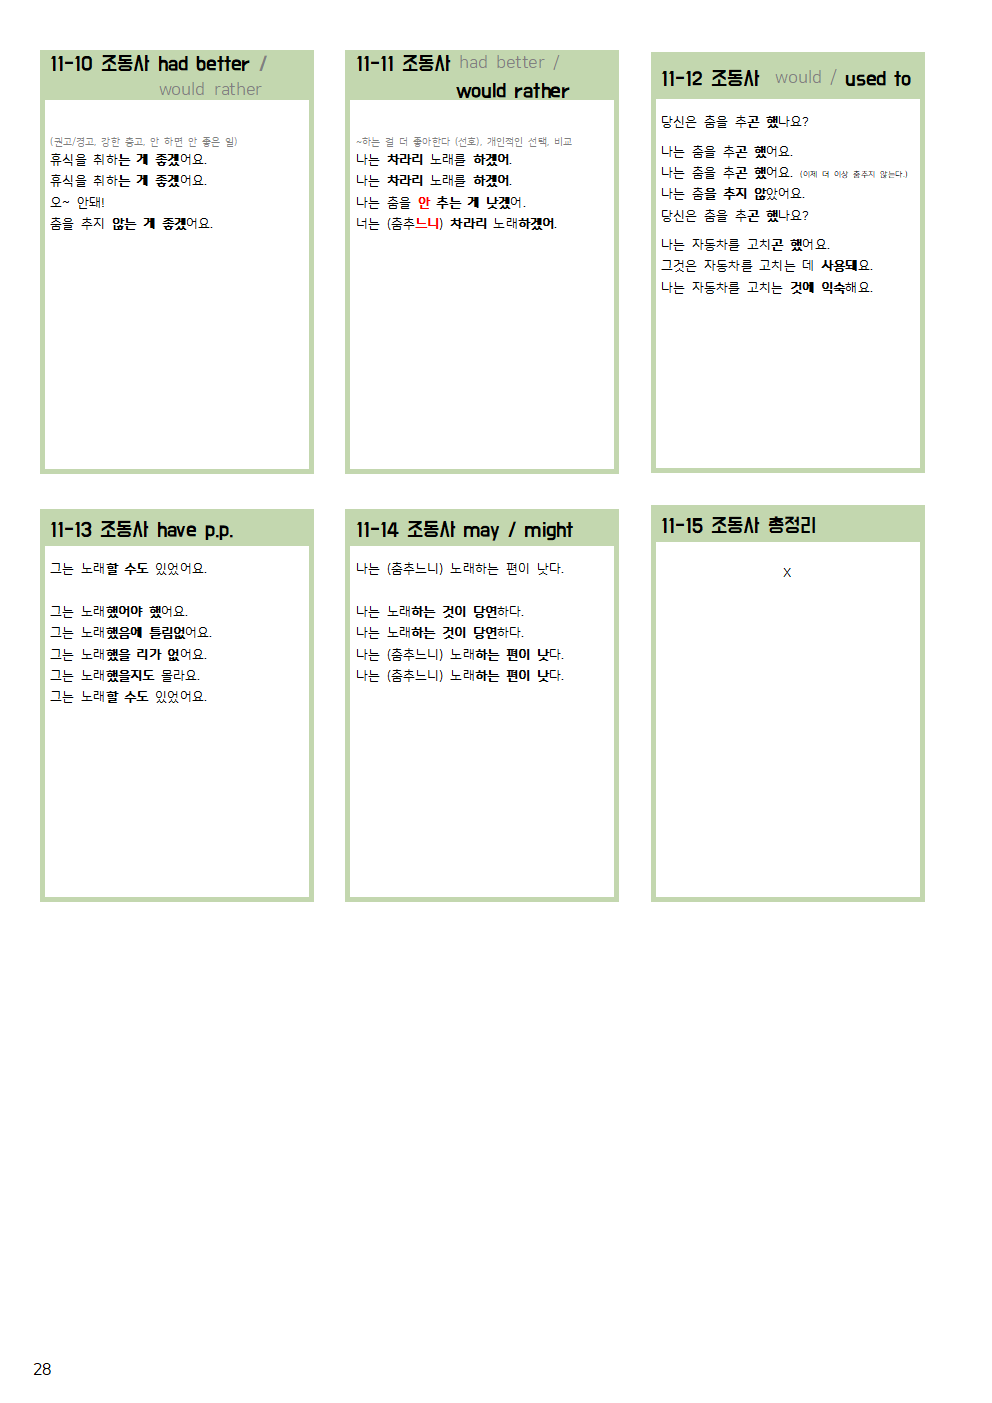 11-10 조동사 had better /
would rather
(권고/경고, 강한 충고, 안 하면 안 좋은 일)
휴식을 취하는 게 좋겠어요.
휴식을 취하는 게 좋겠어요.
오~ 안돼!
춤을 추지 않는 게 좋겠어요.
11-11 조동사 had better /
would rather
~하는 걸 더 좋아한다 (선호), 개인적인 선택, 비교
나는 차라리 노래를 하겠어.
나는 차라리 노래를 하겠어.
나는 춤을 안 추는 게 낫겠어.
너는 (춤추느니) 차라리 노래하겠어.
11-12 조동사 would / used to
당신은 춤을 추곤 했나요?
나는 춤을 추곤 했어요.
나는 춤을 추곤 했어요. (이제 더 이상 춤추지 않는다.)
나는 춤을 추지 않았어요.
당신은 춤을 추곤 했나요?
나는 자동차를 고치곤 했어요.
그것은 자동차를 고치는 데 사용돼요.
나는 자동차를 고치는 것에 익숙해요.
11-13 조동사 have p.p.
그는 노래할 수도 있었어요.
그는 노래했어야 했어요.
그는 노래했음에 틀림없어요.
그는 노래했을 리가 없어요.
그는 노래했을지도 몰라요.
그는 노래할 수도 있었어요.
11-14 조동사 may / might
나는 (춤추느니) 노래하는 편이 낫다.
나는 노래하는 것이 당연하다.
나는 노래하는 것이 당연하다.
나는 (춤추느니) 노래하는 편이 낫다.
나는 (춤추느니) 노래하는 편이 낫다.
11-15 조동사 총정리
X
28